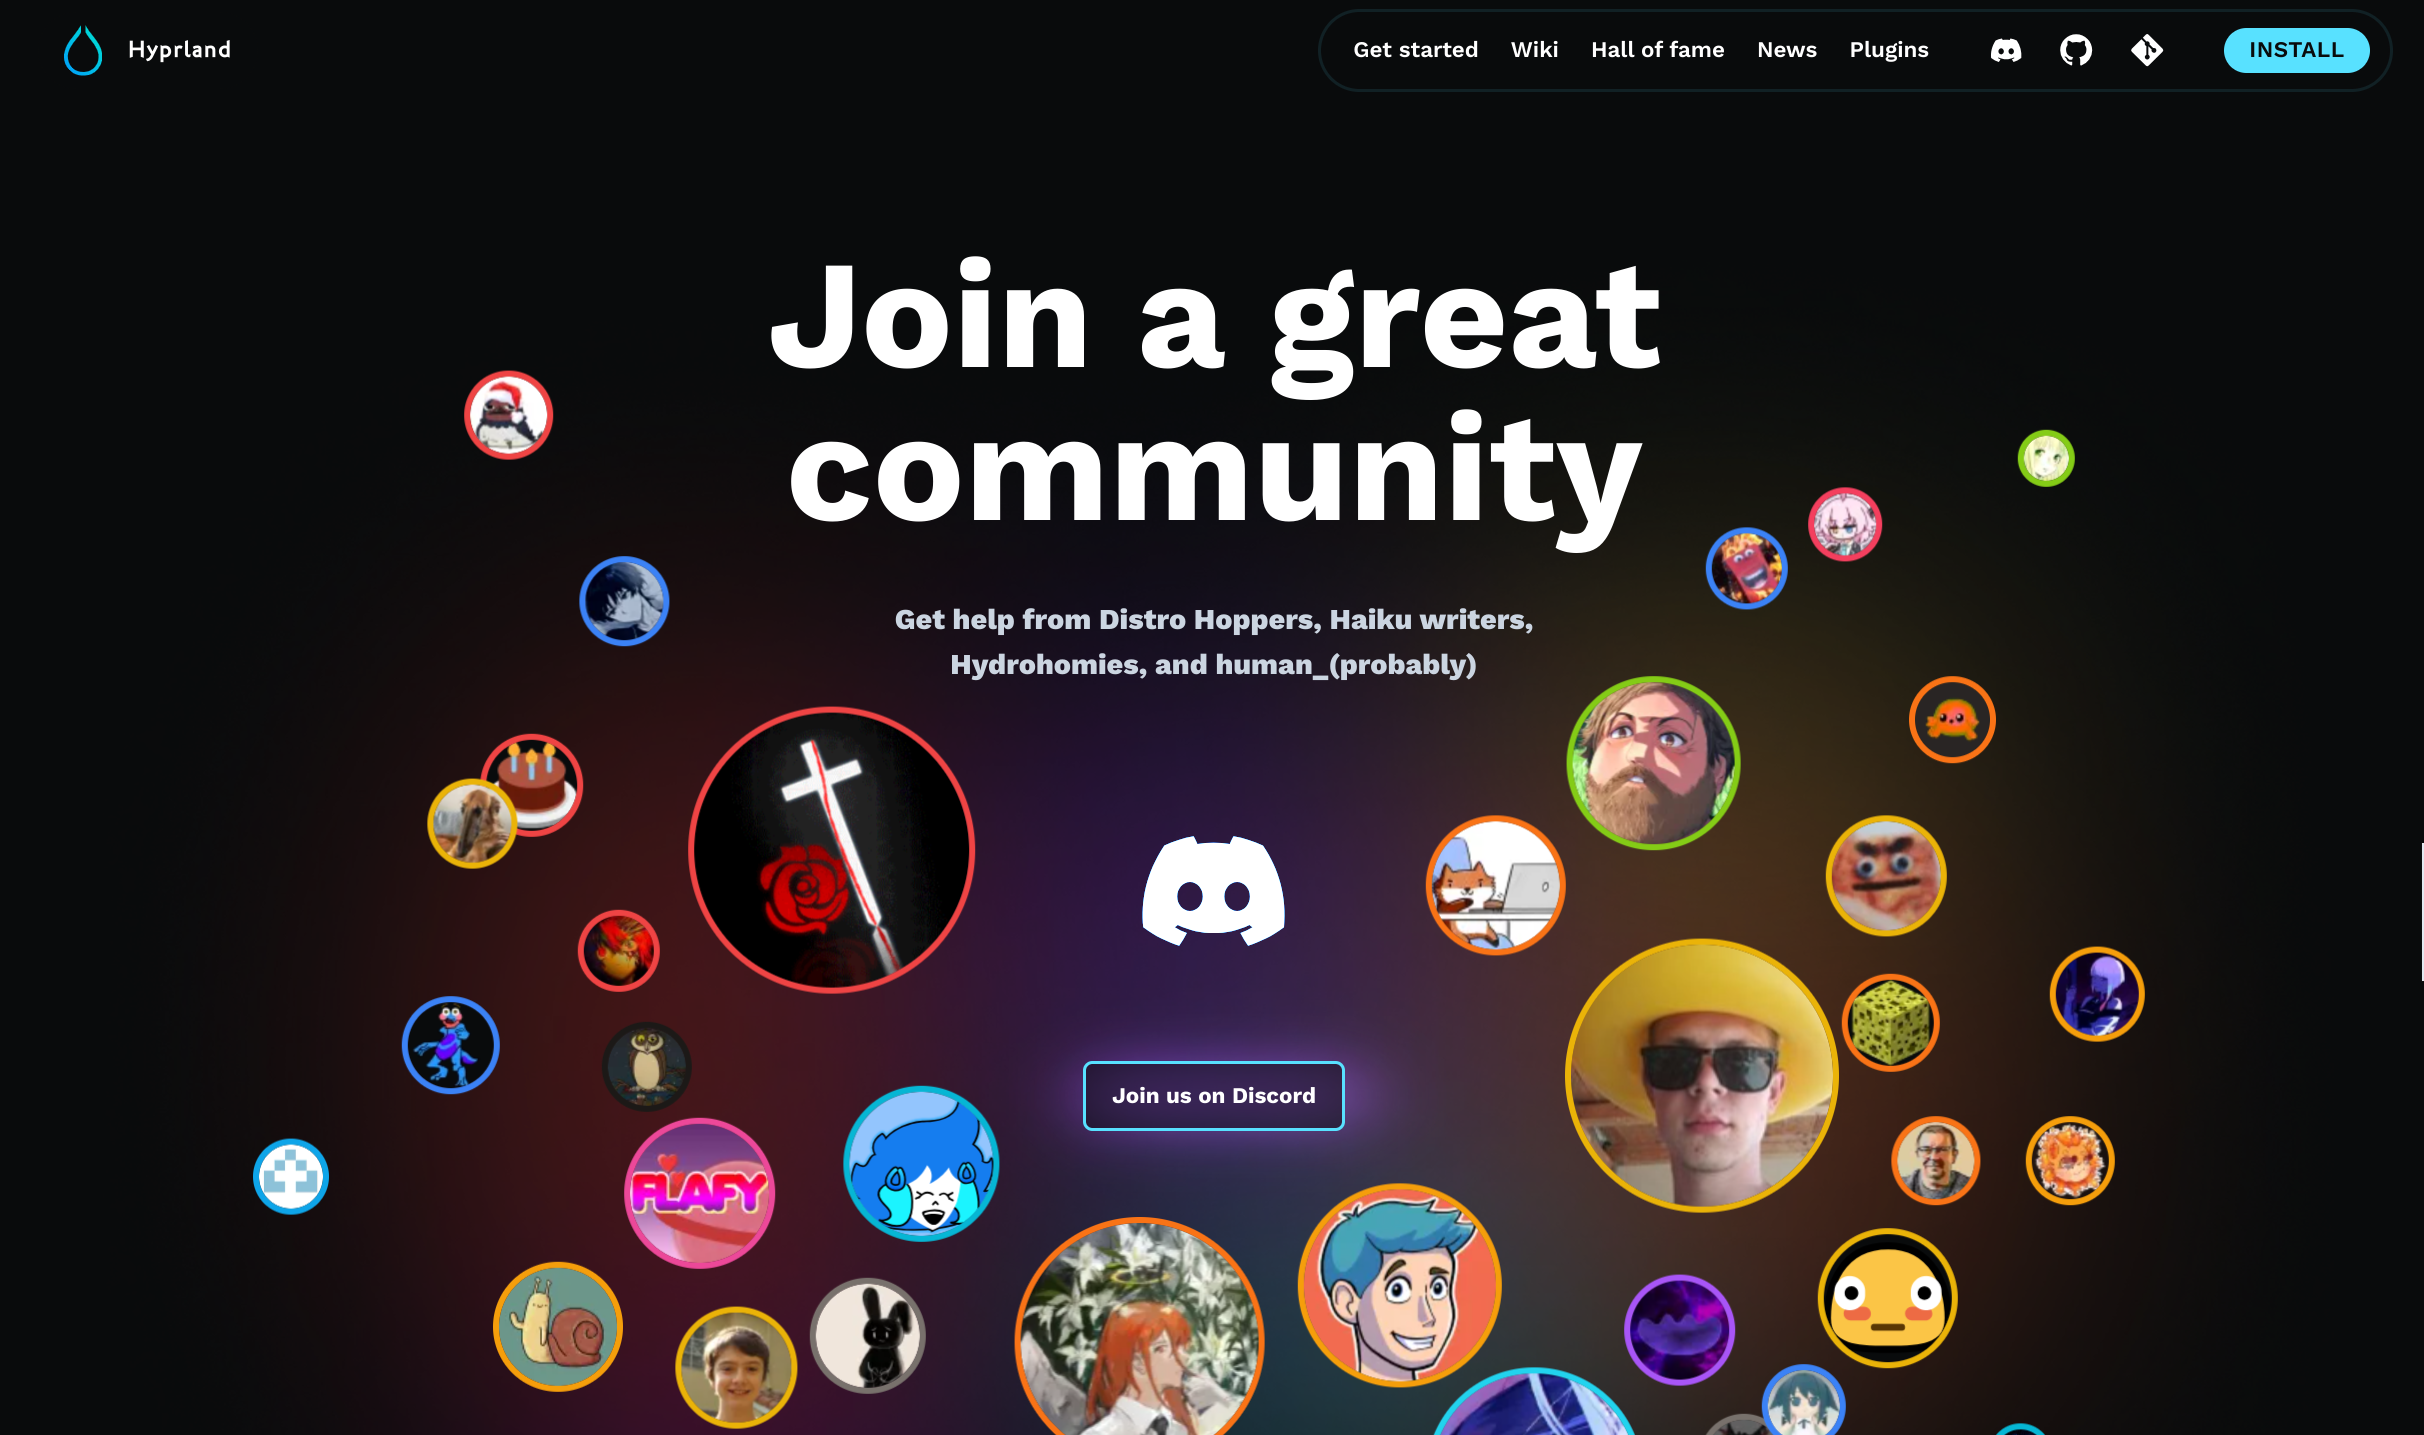 Hyprland
Get started
Wiki
Hall of fame
News
Plugins
INSTALL
Join a great
community
Get help from Distro Hoppers, Haiku writers,
Hydrohomies, and human_(probably)
Join us on Discord
FLAFY